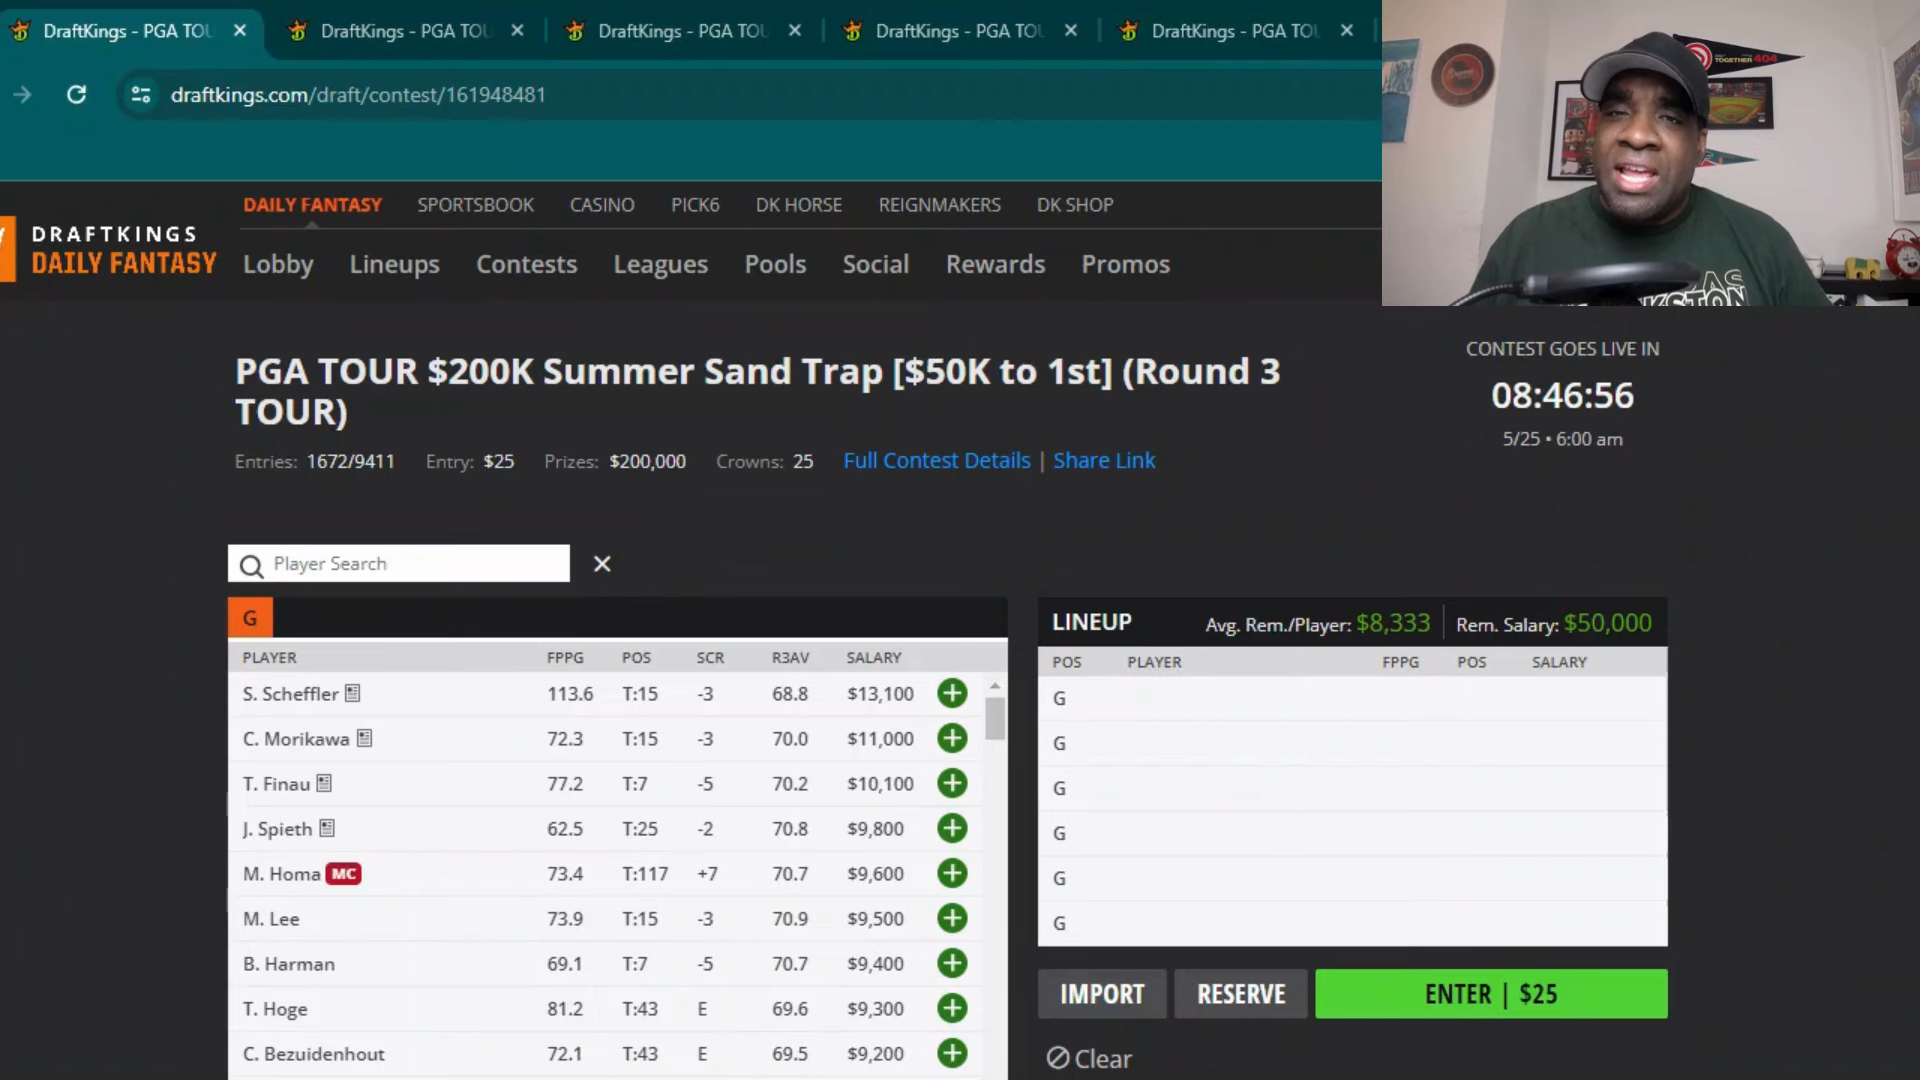 DraftKings - PGA TOU
DraftKings - PGA TOU
DraftKings - PGA TOU
DraftKings - PGA TOU
DraftKings - PGA TOU
draftkings.com/draft/contest/161948481
TOGETHER 404
DAILY FANTASY SPORTSBOOK CASINO PICK6 DK HORSE REIGNMAKERS DK SHOP
DRAFTKINGS
DAILY FANTASY
Lobby Lineups Contests Leagues Pools Social Rewards Promos
PGA TOUR $200K Summer Sand Trap [$50K to 1st] (Round 3
TOUR)
Entries: 1672/9411 Entry: $25 Prizes: $200,000 Crowns: 25 Full Contest Details | Share Link
CONTEST GOES LIVE IN
08:46:56
5/25 • 6:00 am
Player Search
G
PLAYER FPPG POS SCR R3AV SALARY
S. Scheffler 113.6 T:15 -3 68.8 $13,100
C. Morikawa 72.3 T:15 -3 70.0 $11,000
T. Finau 77.2 T:7 -5 70.2 $10,100
J. Spieth 62.5 T:25 -2 70.8 $9,800
M. Homa MC 73.4 T:117 +7 70.7 $9,600
M. Lee 73.9 T:15 -3 70.9 $9,500
B. Harman 69.1 T:7 -5 70.7 $9,400
T. Hoge 81.2 T:43 E 69.6 $9,300
C. Bezuidenhout 72.1 T:43 E 69.5 $9,200
LINEUP Avg. Rem./Player: $8,333 Rem. Salary: $50,000
POS PLAYER FPPG POS SALARY
G
G
G
G
G
G
IMPORT RESERVE ENTER | $25
Clear